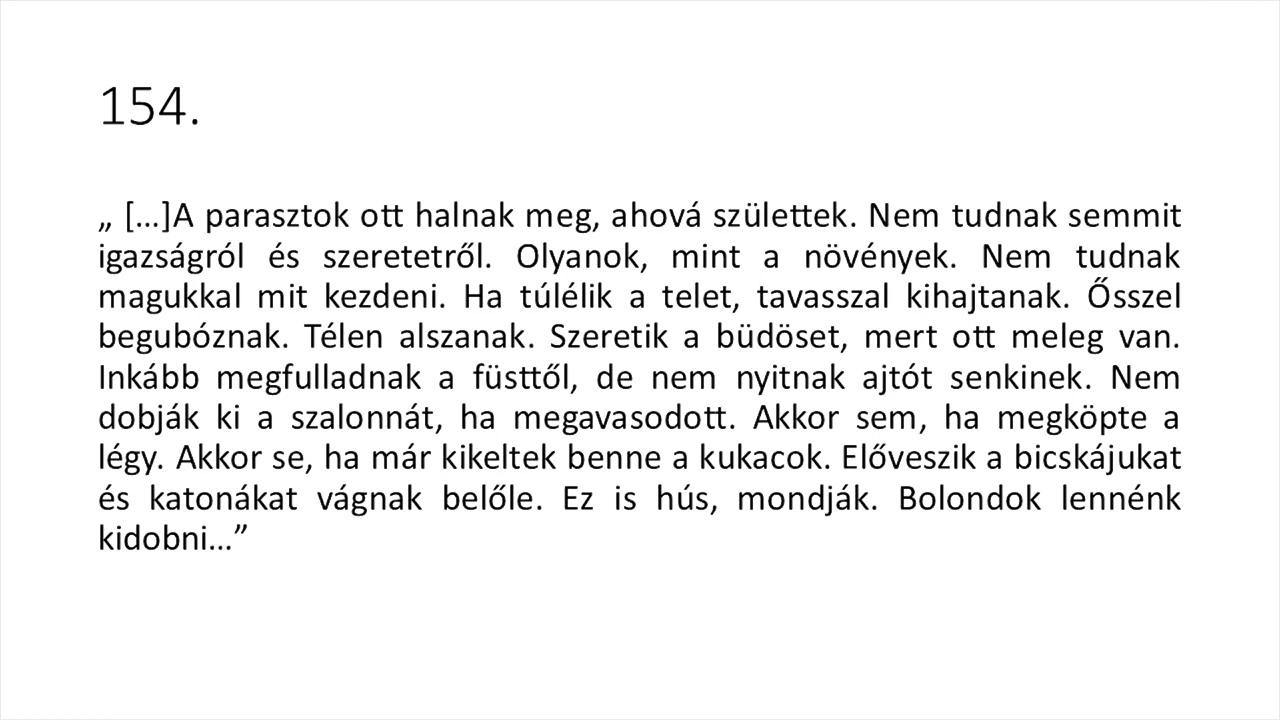 154.
„ […]A parasztok ott halnak meg, ahová születtek. Nem tudnak semmit
igazságról és szeretetről. Olyanok, mint a növények. Nem tudnak
magukkal mit kezdeni. Ha túlélik a telet, tavasszal kihajtanak. Ősszel
begubóznak. Télen alszanak. Szeretik a büdöset, mert ott meleg van.
Inkább megfulladnak a füsttől, de nem nyitnak ajtót senkinek. Nem
dobják ki a szalonnát, ha megavasodott. Akkor sem, ha megköpte a
légy. Akkor se, ha már kikeltek benne a kukacok. Előveszik a bicskájukat
és katonákat vágnak belőle. Ez is hús, mondják. Bolondok lennénk
kidobni…”